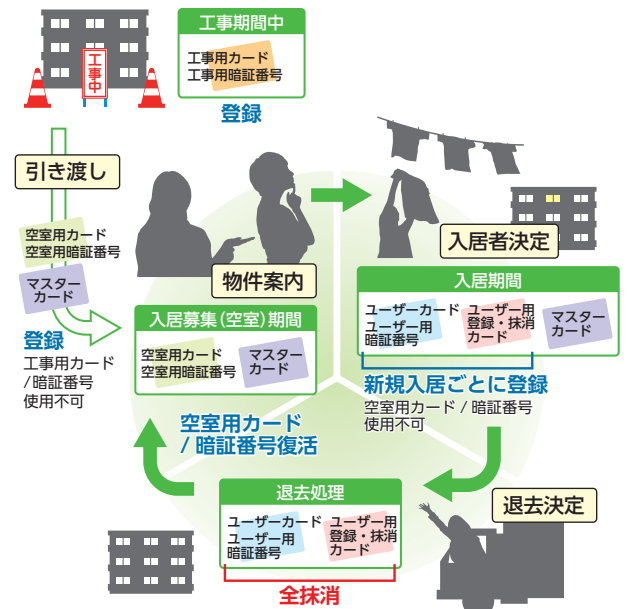 工事期間中
工事用カード
工事用暗証番号
登録
工事中
引き渡し
空室用カード
空室用暗証番号
マスター
カード
登録
工事用カード
/暗証番号
使用不可
物件案内
入居募集(空室)期間
空室用カード
空室用暗証番号
マスター
カード
入居者決定
入居期間
ユーザーカード
ユーザー用
暗証番号
ユーザー用
登録・抹消
カード
マスター
カード
新規入居ごとに登録
空室用カード / 暗証番号
使用不可
空室用カード
/ 暗証番号復活
退去決定
退去処理
ユーザーカード
ユーザー用
暗証番号
ユーザー用
登録・抹消
カード
全抹消